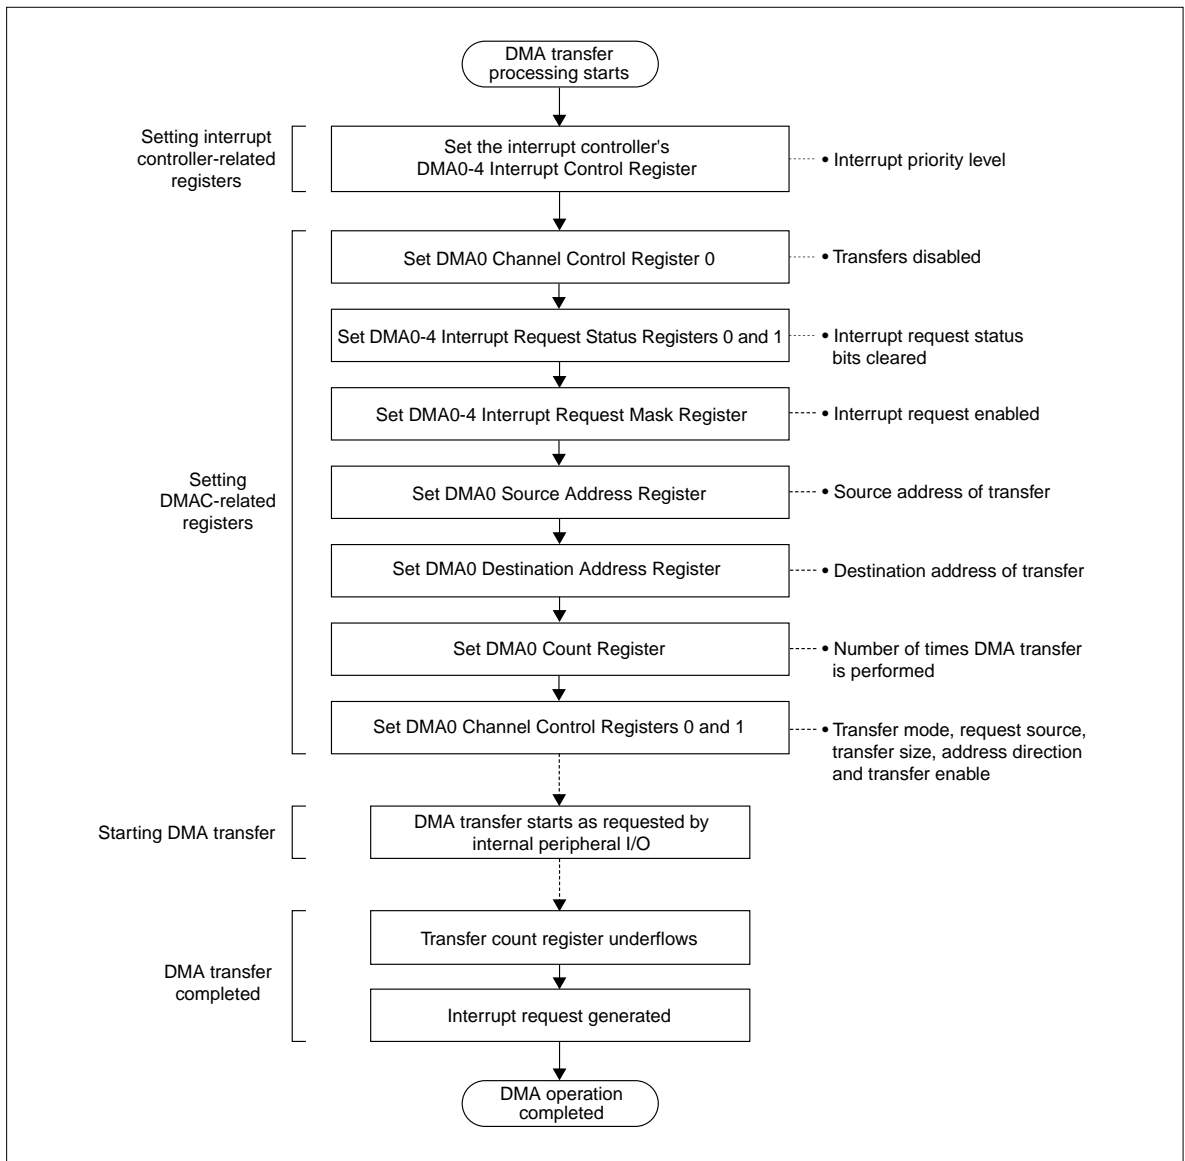 DMA transfer
processing starts
Setting interrupt
controller-related
registers
Set the interrupt controller's
DMA0-4 Interrupt Control Register
• Interrupt priority level
Set DMA0 Channel Control Register 0
• Transfers disabled
Set DMA0-4 Interrupt Request Status Registers 0 and 1
• Interrupt request status
bits cleared
Set DMA0-4 Interrupt Request Mask Register
• Interrupt request enabled
Setting
DMAC-related
registers
Set DMA0 Source Address Register
• Source address of transfer
Set DMA0 Destination Address Register
• Destination address of transfer
Set DMA0 Count Register
• Number of times DMA transfer
is performed
Set DMA0 Channel Control Registers 0 and 1
• Transfer mode, request source,
transfer size, address direction
and transfer enable
Starting DMA transfer
DMA transfer starts as requested by
internal peripheral I/O
DMA transfer
completed
Transfer count register underflows
Interrupt request generated
DMA operation
completed